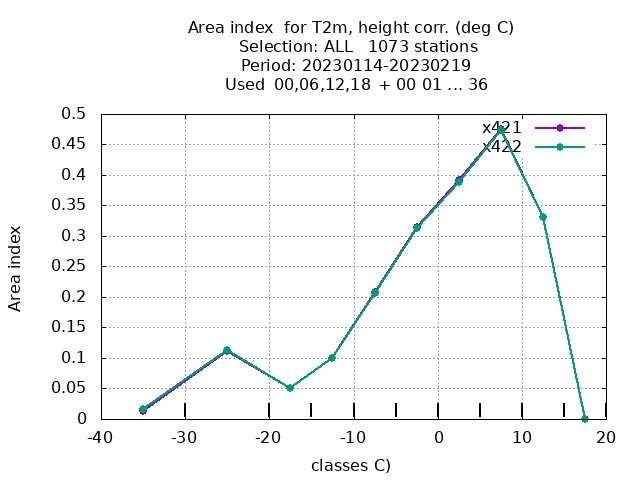 Area index  for T2m, height corr. (deg C)
Selection: ALL   1073 stations
Period: 20230114-20230219
Used  00,06,12,18  + 00 01 ... 36
x421
x422
0.5
0.45
0.4
0.35
0.3
0.25
0.2
0.15
0.1
0.05
0
Area index
-40
-30
-20
-10
0
10
20
classes C)